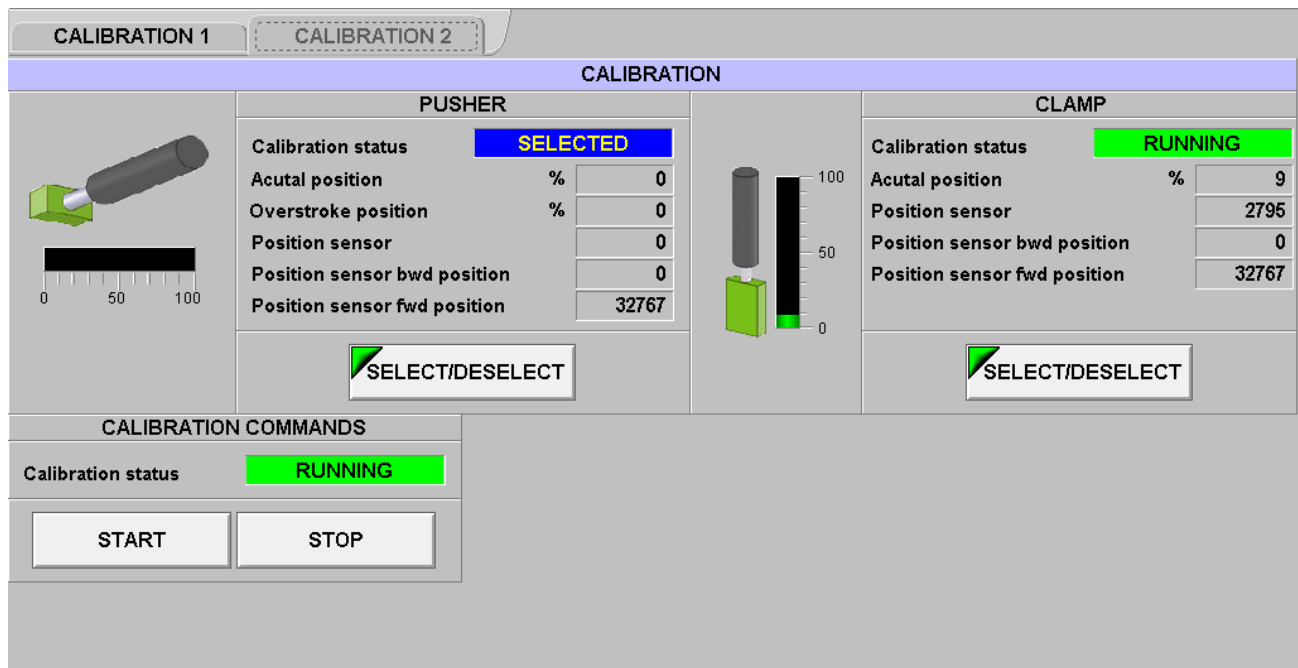 CALIBRATION 1
CALIBRATION 2
CALIBRATION
PUSHER
Calibration status SELECTED
Acutal position % 0
Overstroke position % 0
Position sensor 0
Position sensor bwd position 0
Position sensor fwd position 32767
SELECT/DESELECT
0 50 100
CLAMP
Calibration status RUNNING
Acutal position % 9
Position sensor 2795
Position sensor bwd position 0
Position sensor fwd position 32767
SELECT/DESELECT
100
50
0
CALIBRATION COMMANDS
Calibration status RUNNING
START STOP